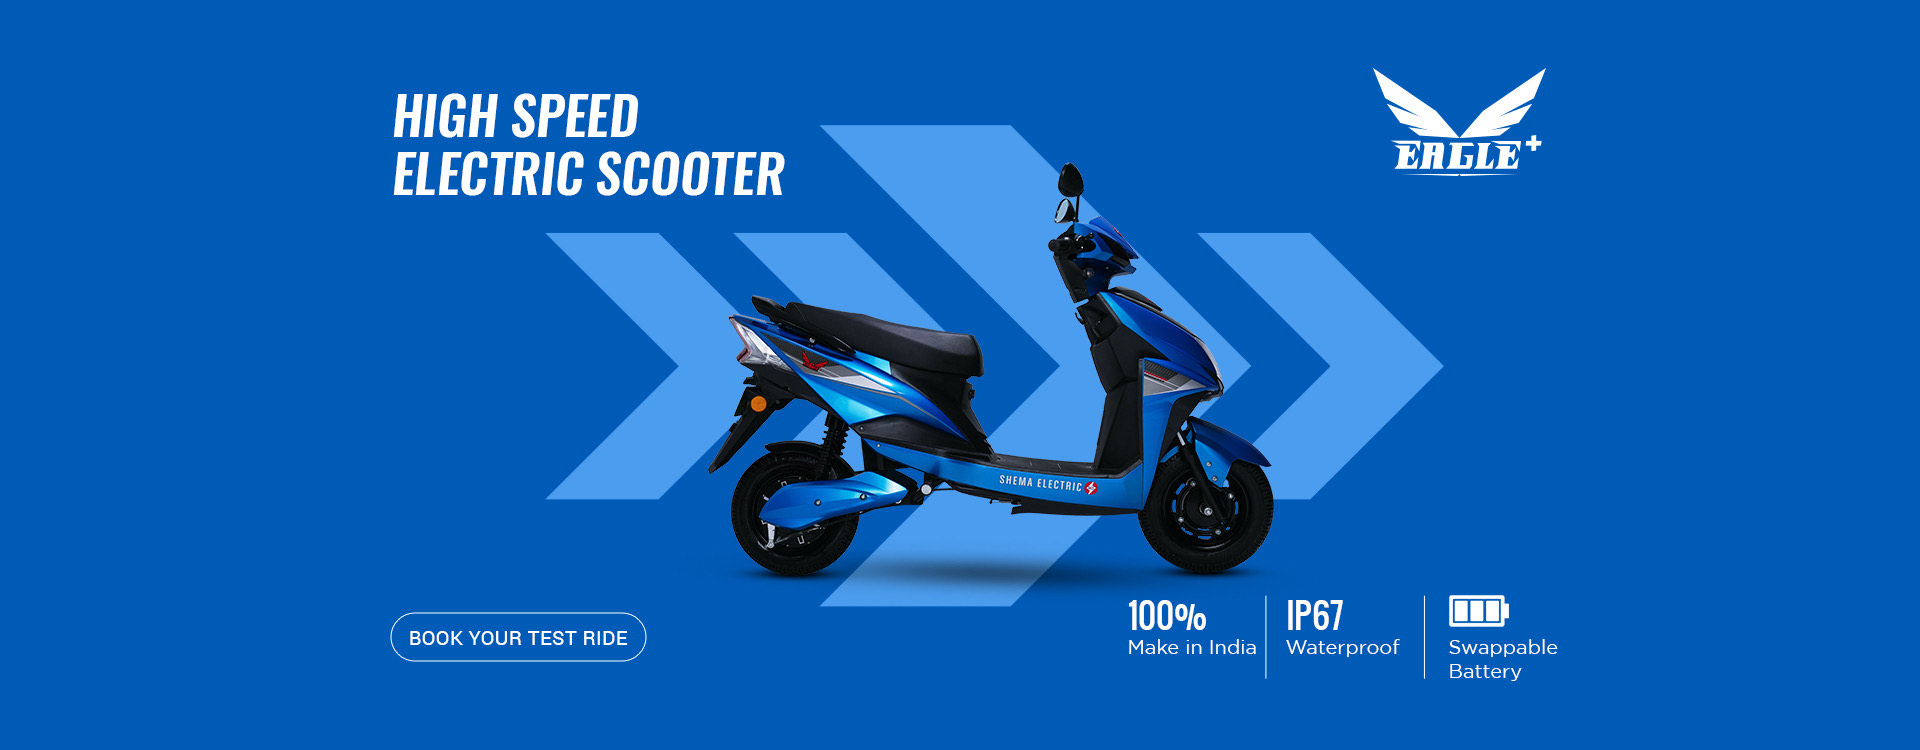 HIGH SPEED
ELECTRIC SCOOTER
EAGLE+
SHEMA ELECTRIC
BOOK YOUR TEST RIDE
100%
Make in India
IP67
Waterproof
Swappable
Battery